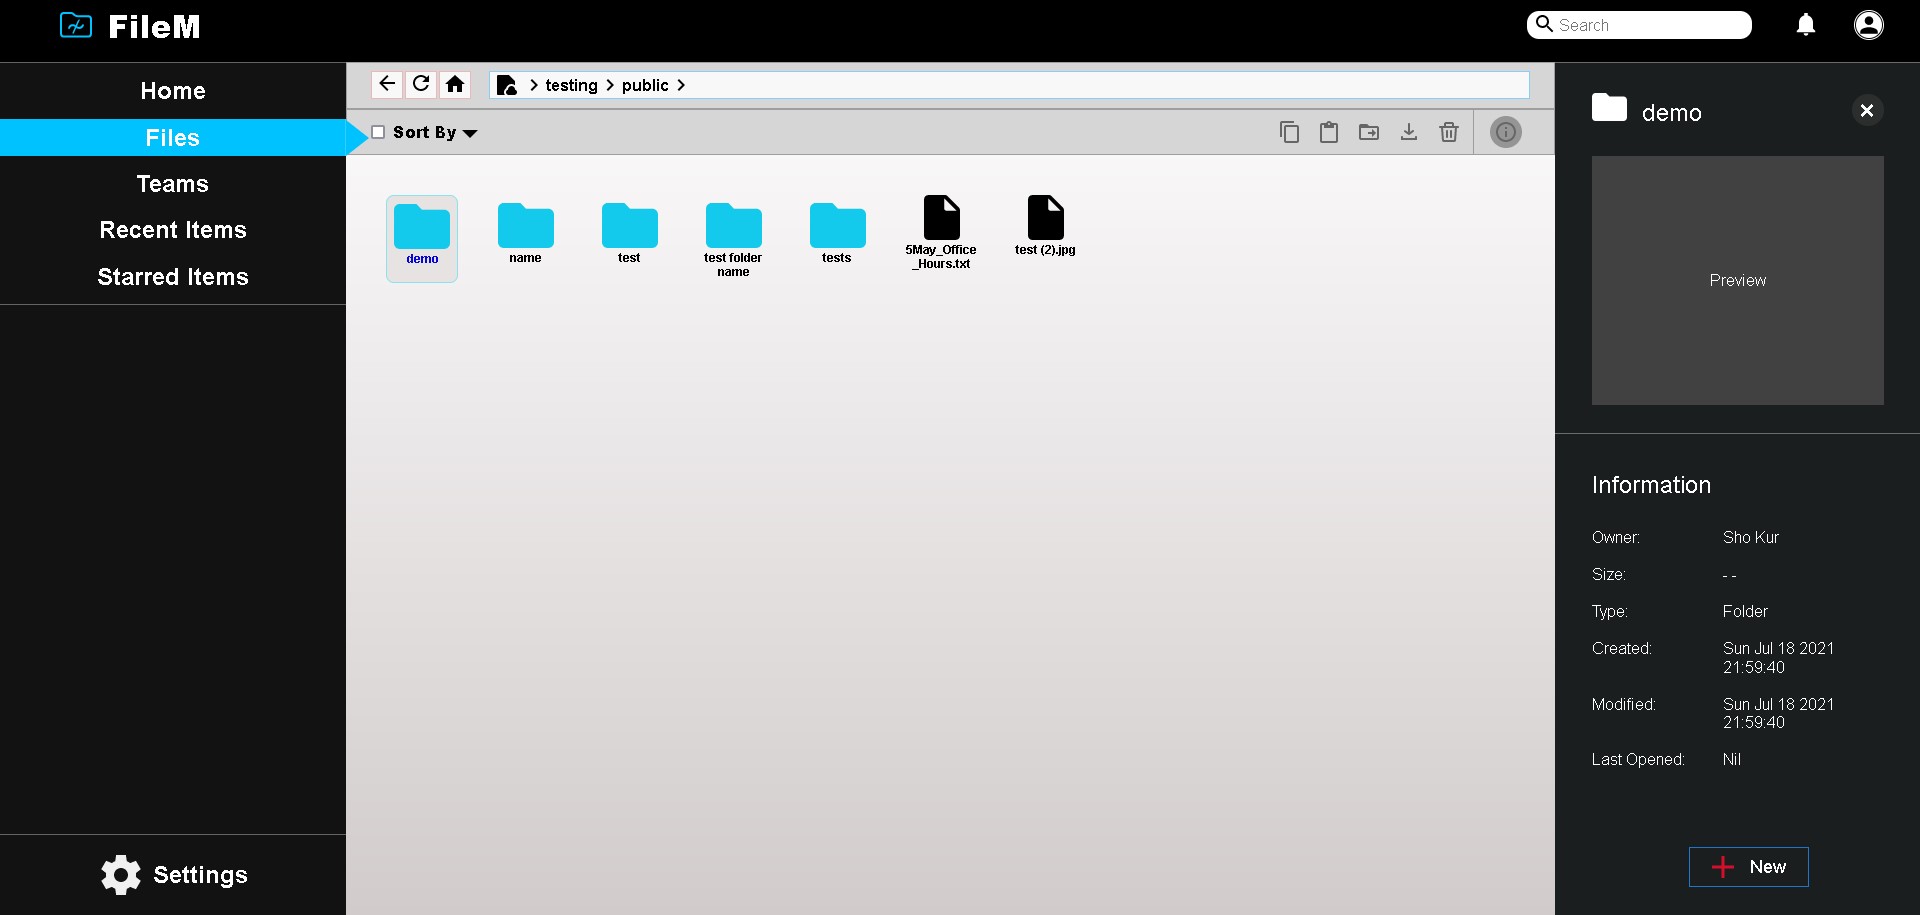 FileM
Search
Home
Files
Teams
Recent Items
Starred Items
Settings
testing public
Sort By
demo
name
test
test folder
name
tests
5May_Office
_Hours.txt
test (2).jpg
demo
Preview
Information
Owner: Sho Kur
Size: - -
Type: Folder
Created: Sun Jul 18 2021
21:59:40
Modified: Sun Jul 18 2021
21:59:40
Last Opened: Nil
New